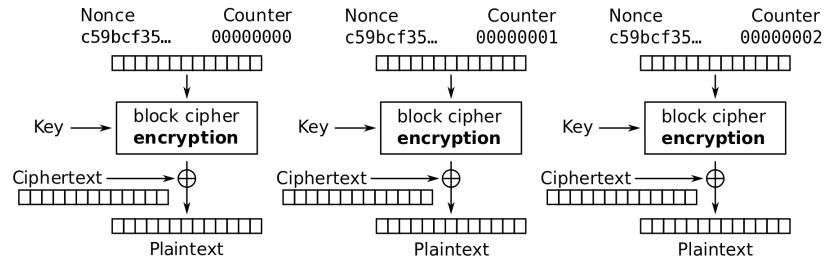 Nonce Counter
c59bcf35... 00000000
block cipher
encryption
Key
Ciphertext
Plaintext
Nonce Counter
c59bcf35... 00000001
block cipher
encryption
Key
Ciphertext
Plaintext
Nonce Counter
c59bcf35... 00000002
block cipher
encryption
Key
Ciphertext
Plaintext